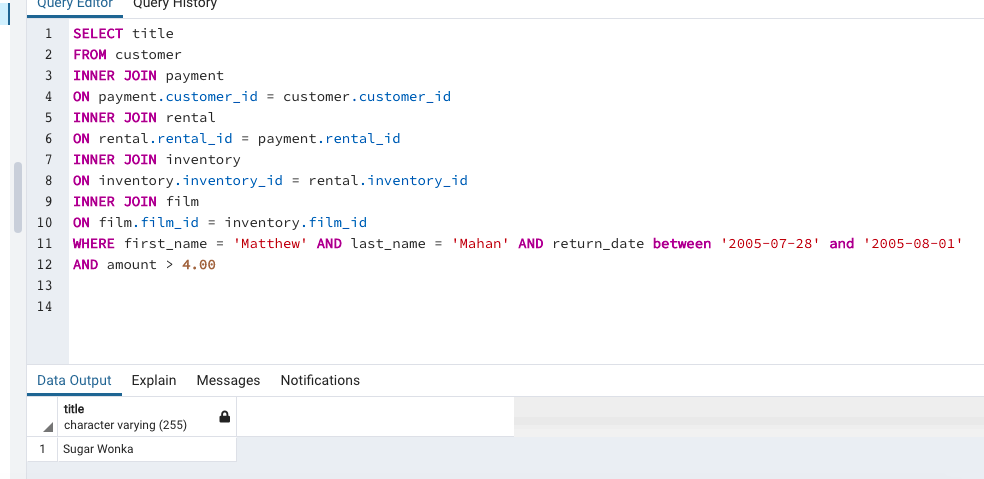 Query Editor Query History
1 SELECT title
2 FROM customer
3 INNER JOIN payment
4 ON payment.customer_id = customer.customer_id
5 INNER JOIN rental
6 ON rental.rental_id = payment.rental_id
7 INNER JOIN inventory
8 ON inventory.inventory_id = rental.inventory_id
9 INNER JOIN film
10 ON film.film_id = inventory.film_id
11 WHERE first_name = 'Matthew' AND last_name = 'Mahan' AND return_date between '2005-07-28' and '2005-08-01'
12 AND amount > 4.00
13
14
Data Output Explain Messages Notifications
title
character varying (255)
1 Sugar Wonka